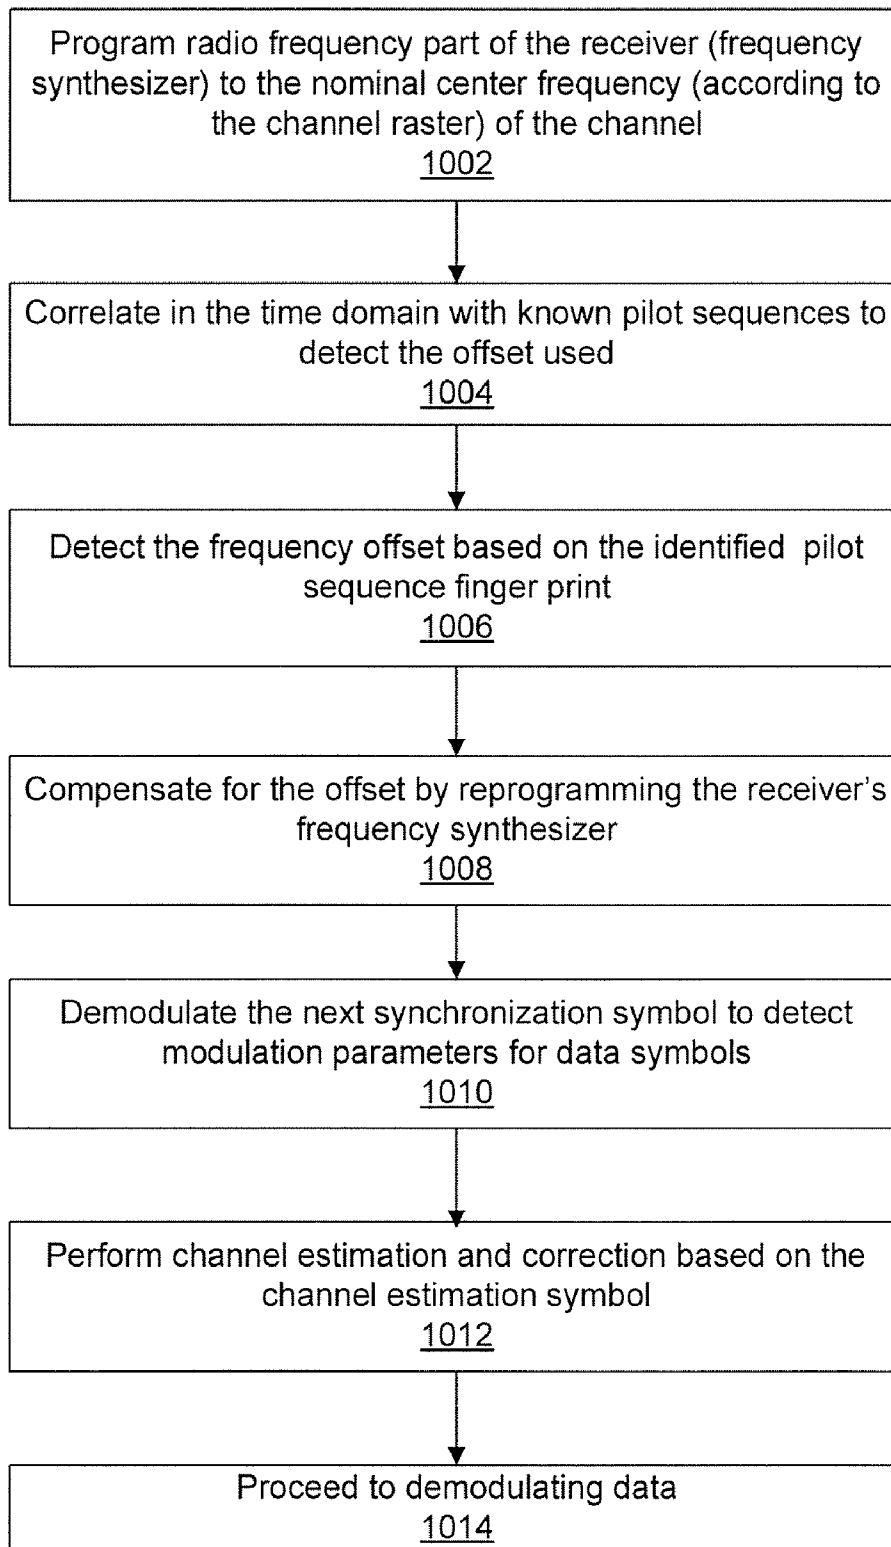 Program radio frequency part of the receiver (frequency
synthesizer) to the nominal center frequency (according to
the channel raster) of the channel
1002
Correlate in the time domain with known pilot sequences to
detect the offset used
1004
Detect the frequency offset based on the identified pilot
sequence finger print
1006
Compensate for the offset by reprogramming the receiver's
frequency synthesizer
1008
Demodulate the next synchronization symbol to detect
modulation parameters for data symbols
1010
Perform channel estimation and correction based on the
channel estimation symbol
1012
Proceed to demodulating data
1014